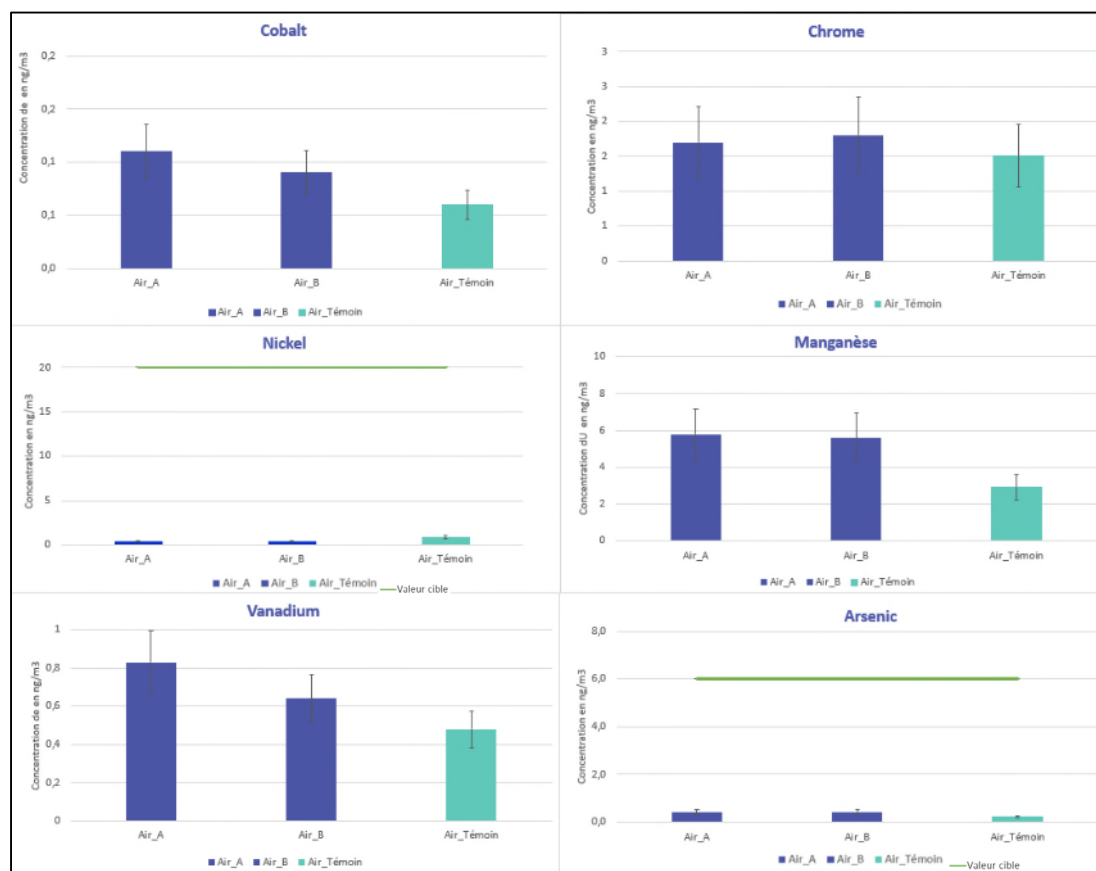 Cobalt
Concentration de en ng/m3
0,2
0,2
0,1
0,1
0,0
Air_A Air_B Air_Témoin
Air_A Air_B Air_Témoin
Chrome
Concentration en ng/m3
3
3
2
2
1
1
0
Air_A Air_B Air_Témoin
Air_A Air_B Air_Témoin
Nickel
Concentration en ng/m3
20
15
10
5
0
Air_A Air_B Air_Témoin
Air_A Air_B Air_Témoin Valeur cible
Manganèse
Concentration dU en ng/m3
10
8
6
4
2
0
Air_A Air_B Air_Témoin
Air_A Air_B Air_Témoin
Vanadium
Concentration de en ng/m3
1
0,8
0,6
0,4
0,2
0
Air_A Air_B Air_Témoin
Air_A Air_B Air_Témoin
Arsenic
Concentration en ng/m3
8,0
6,0
4,0
2,0
0,0
Air_A Air_B Air_Témoin
Air_A Air_B Air_Témoin Valeur cible